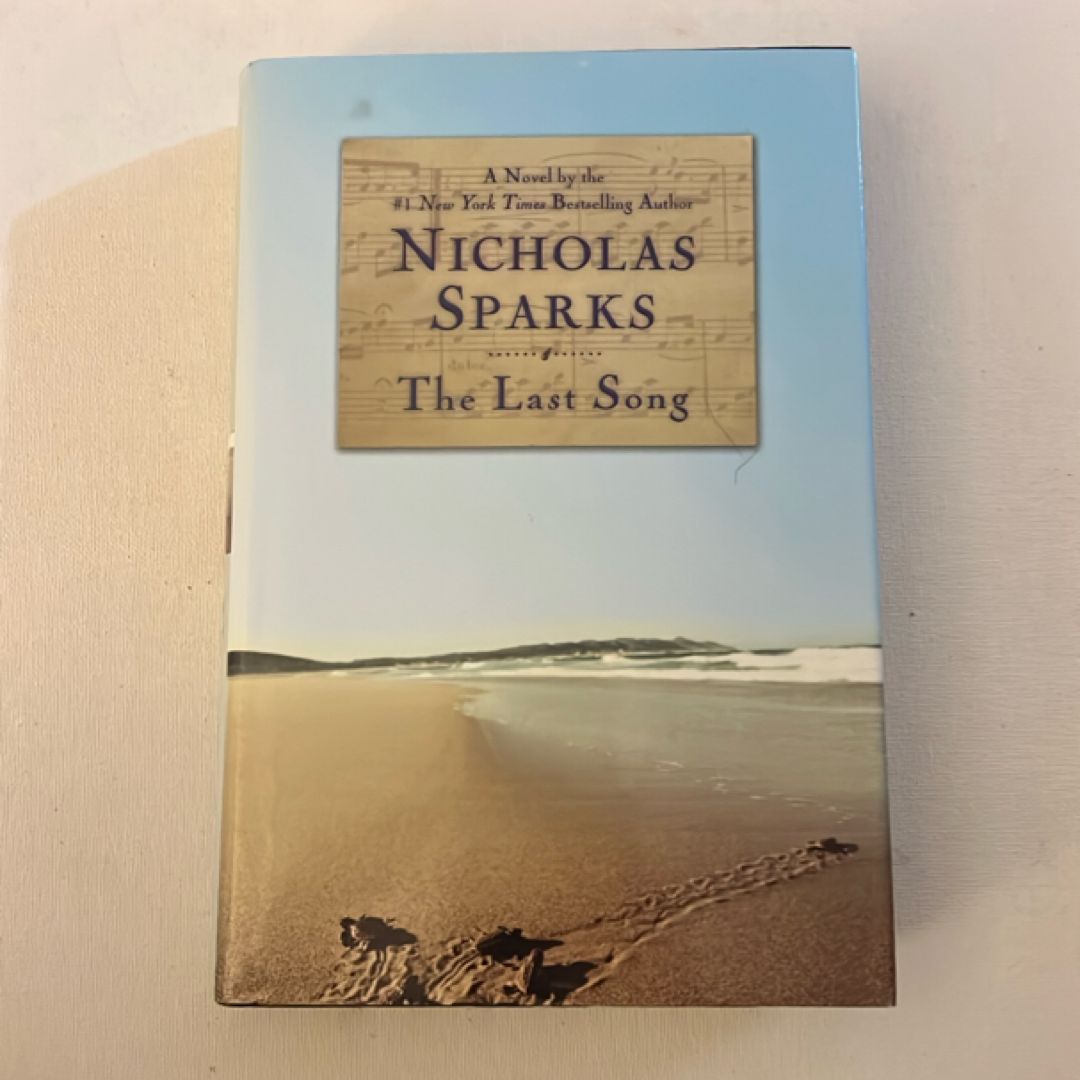 A Novel by the
#1 New York Times Bestselling Author
NICHOLAS
SPARKS
The Last Song